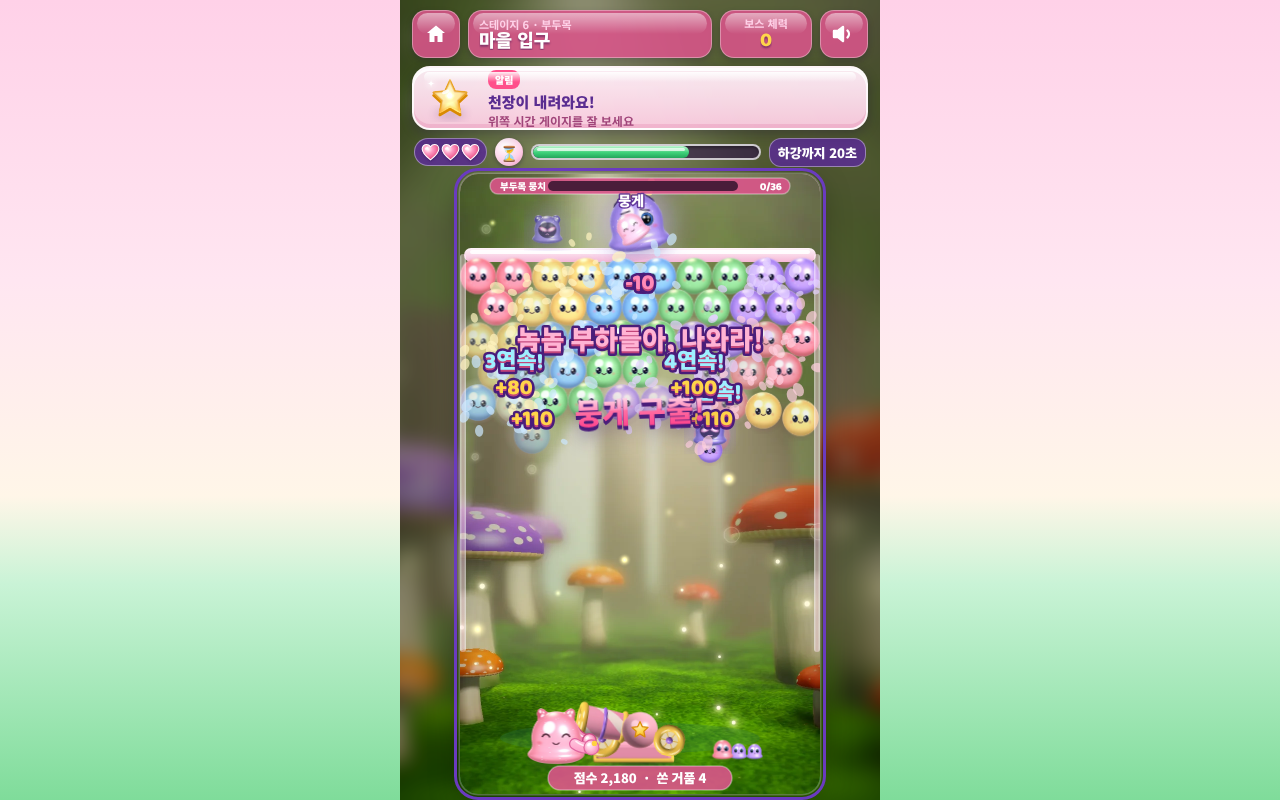 스테이지 6 · 부두목
마을 입구
보스 체력
0
알림
천장이 내려와요!
위쪽 시간 게이지를 잘 보세요
하강까지 20초
부두목 뭉치
0/36
뭉게
-10
놈놈 부하들아, 나와라!
3연속!
4연속!
+80
+100
속!
+110
뭉게 구출!
+110
점수 2,180 · 쏜 거품 4